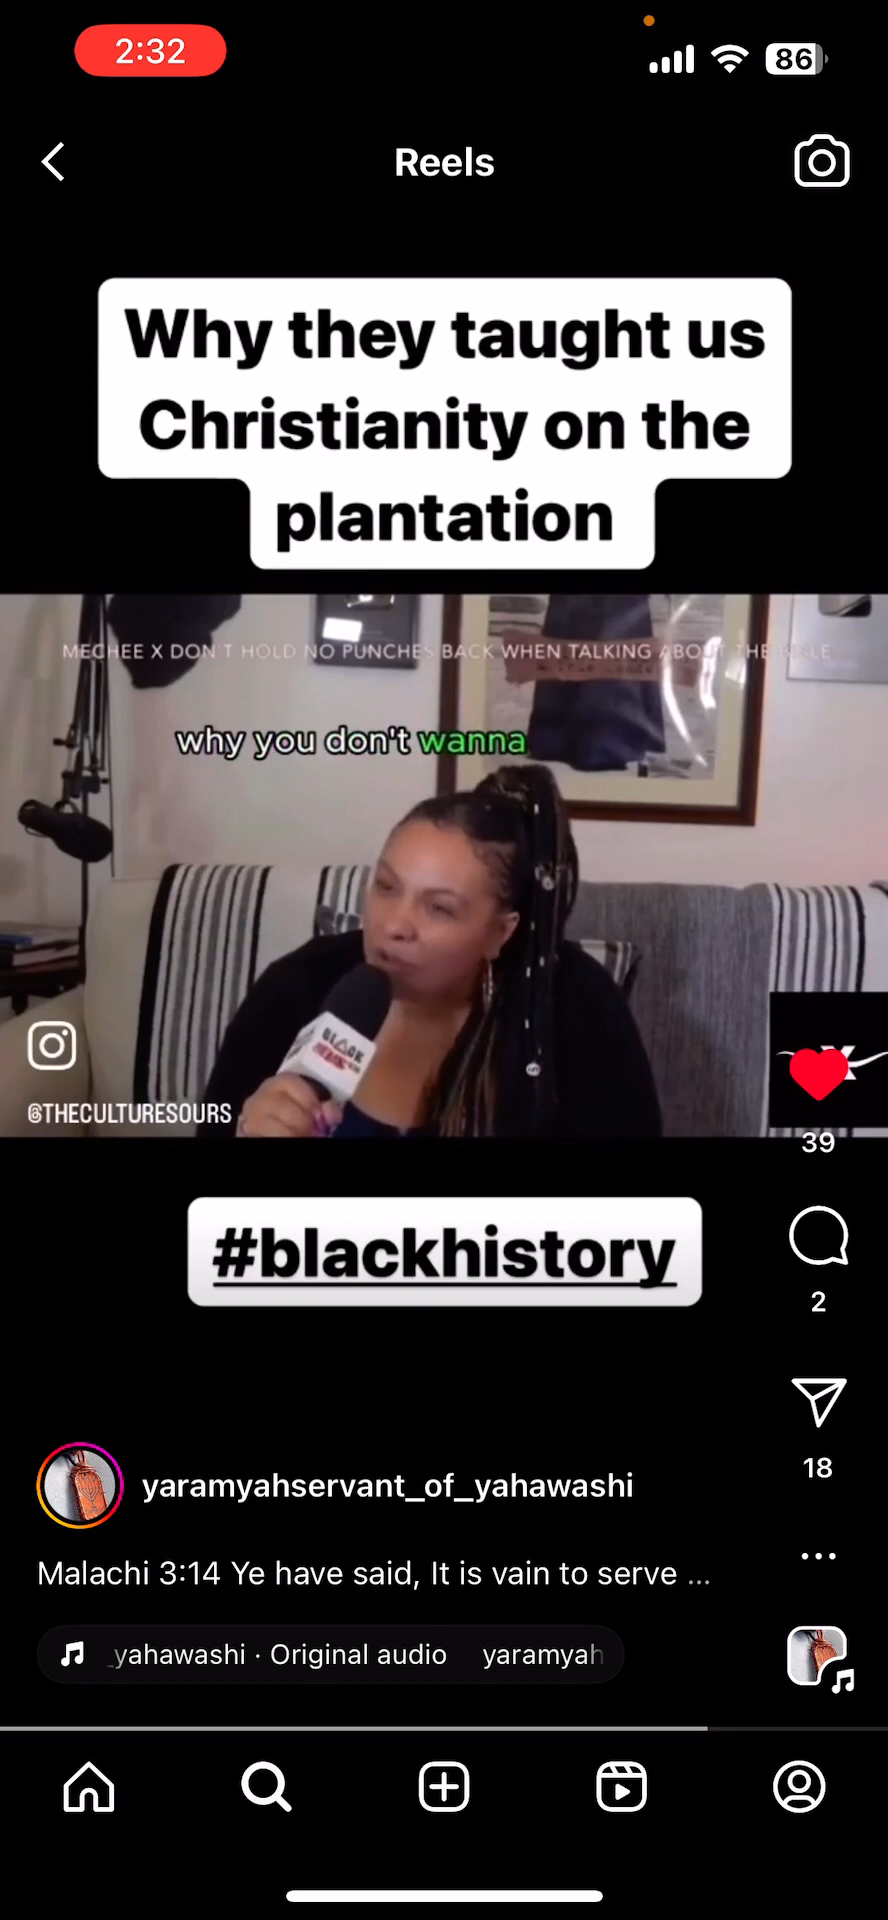 2:32
86
Reels
Why they taught us
Christianity on the
plantation
MECHEE X DON'T HOLD NO PUNCHES BACK WHEN TALKING ABOUT THE BIBLE
why you don't wanna
BLACK
@THECULTURESOURS
X
39
#blackhistory
2
18
yaramyahservant_of_yahawashi
Malachi 3:14 Ye have said, It is vain to serve ...
_yahawashi · Original audio yaramyah